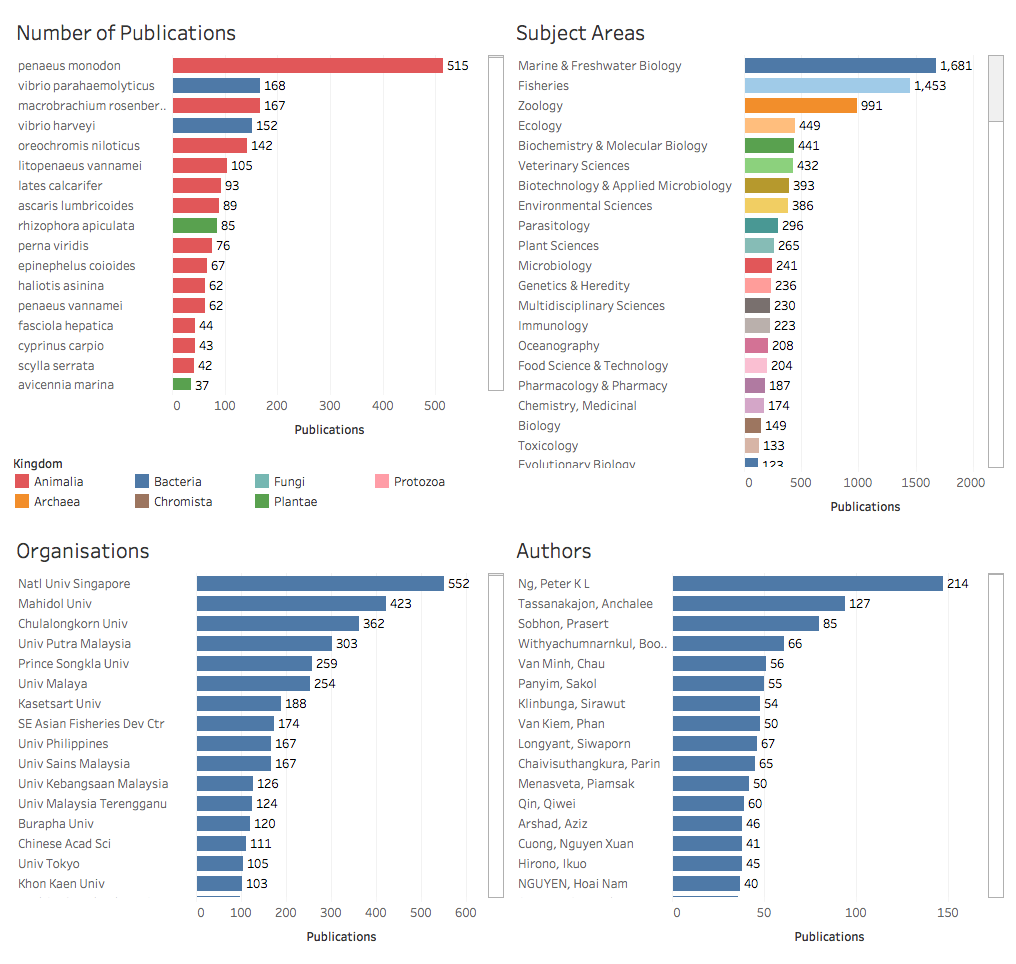 Number of Publications
penaeus monodon 515
vibrio parahaemolyticus 168
macrobrachium rosenber.. 167
vibrio harveyi 152
oreochromis niloticus 142
litopenaeus vannamei 105
lates calcarifer 93
ascaris lumbricoides 89
rhizophora apiculata 85
perna viridis 76
epinephelus coioides 67
haliotis asinina 62
penaeus vannamei 62
fasciola hepatica 44
cyprinus carpio 43
scylla serrata 42
avicennia marina 37
0 100 200 300 400 500
Publications
Kingdom
Animalia Bacteria Fungi Protozoa
Archaea Chromista Plantae
Subject Areas
Marine & Freshwater Biology 1,681
Fisheries 1,453
Zoology 991
Ecology 449
Biochemistry & Molecular Biology 441
Veterinary Sciences 432
Biotechnology & Applied Microbiology 393
Environmental Sciences 386
Parasitology 296
Plant Sciences 265
Microbiology 241
Genetics & Heredity 236
Multidisciplinary Sciences 230
Immunology 223
Oceanography 208
Food Science & Technology 204
Pharmacology & Pharmacy 187
Chemistry, Medicinal 174
Biology 149
Toxicology 133
Evolutionary Biology 123
0 500 1000 1500 2000
Publications
Organisations
Natl Univ Singapore 552
Mahidol Univ 423
Chulalongkorn Univ 362
Univ Putra Malaysia 303
Prince Songkla Univ 259
Univ Malaya 254
Kasetsart Univ 188
SE Asian Fisheries Dev Ctr 174
Univ Philippines 167
Univ Sains Malaysia 167
Univ Kebangsaan Malaysia 126
Univ Malaysia Terengganu 124
Burapha Univ 120
Chinese Acad Sci 111
Univ Tokyo 105
Khon Kaen Univ 103
0 100 200 300 400 500 600
Publications
Authors
Ng, Peter K L 214
Tassanakajon, Anchalee 127
Sobhon, Prasert 85
Withyachumnarnkul, Boo.. 66
Van Minh, Chau 56
Panyim, Sakol 55
Klinbunga, Sirawut 54
Van Kiem, Phan 50
Longyant, Siwaporn 67
Chaivisuthangkura, Parin 65
Menasveta, Piamsak 50
Qin, Qiwei 60
Arshad, Aziz 46
Cuong, Nguyen Xuan 41
Hirono, Ikuo 45
NGUYEN, Hoai Nam 40
0 50 100 150
Publications